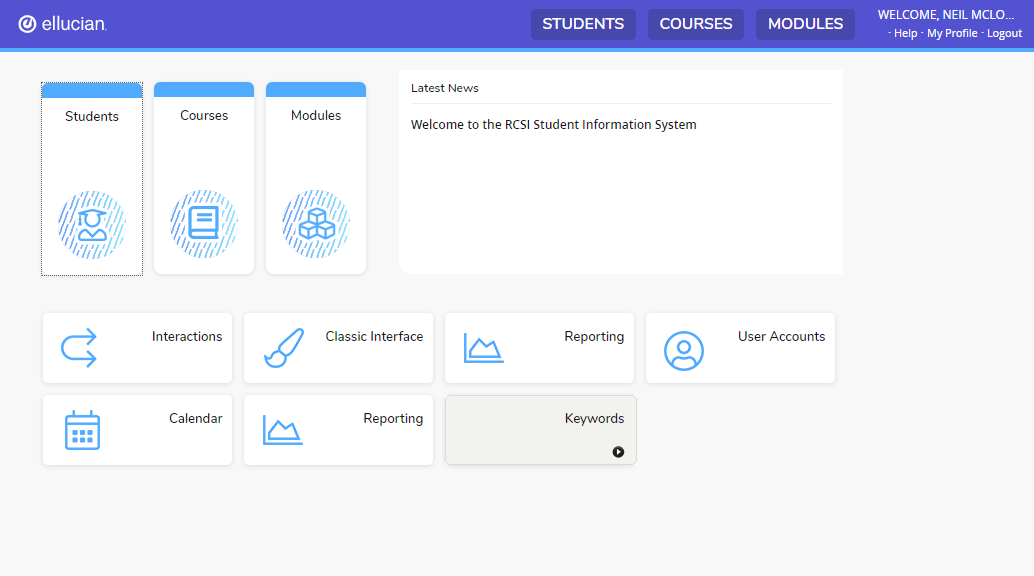 ellucian.
STUDENTS
COURSES
MODULES
WELCOME, NEIL MCLO...
· Help · My Profile · Logout
Students
Courses
Modules
Latest News
Welcome to the RCSI Student Information System
Interactions
Classic Interface
Reporting
User Accounts
Calendar
Reporting
Keywords